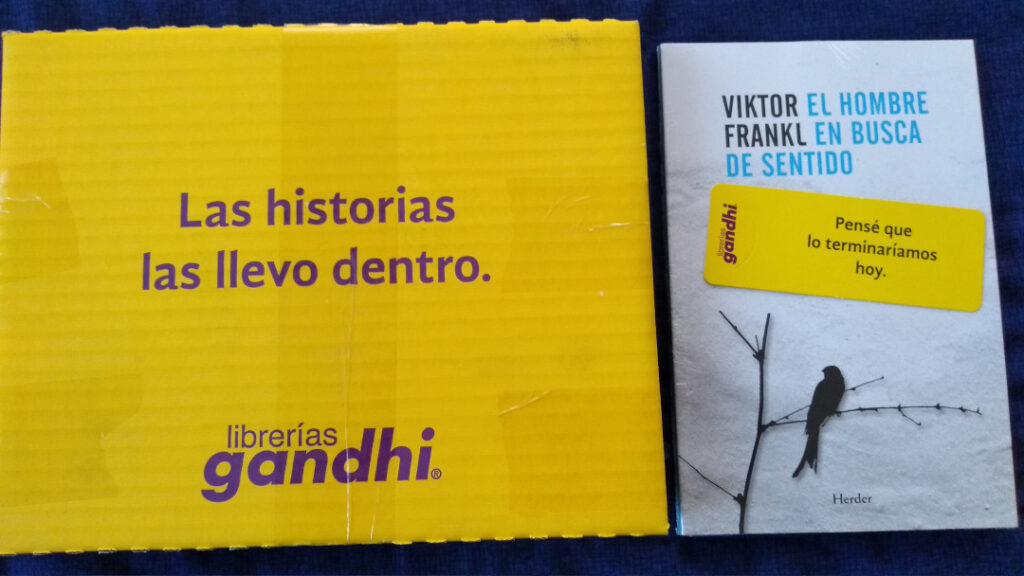 Las historias
las llevo dentro.
librerías
gandhi®
VIKTOR EL HOMBRE
FRANKL EN BUSCA
DE SENTIDO
librerías
gandhi
Pensé que
lo terminaríamos
hoy.
Herder